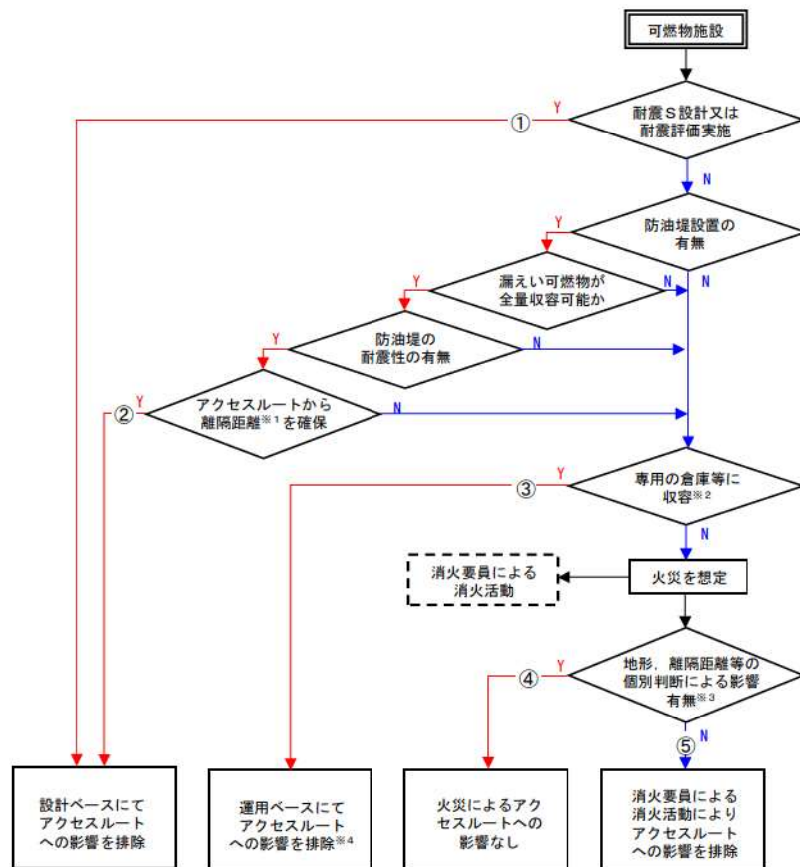 可燃物施設
Y
耐震S設計又は
耐震評価実施
①
N
防油堤設置の
有無
Y
漏えい可燃物が
全量収容可能か
Y
N
N
防油堤の
耐震性の有無
Y
N
アクセスルートから
離隔距離※1を確保
②
Y
N
専用の倉庫等に
収容※2
③
Y
N
消火要員による
消火活動
火災を想定
地形，離隔距離等の
個別判断による影響
有無※3
④
Y
⑤
N
設計ベースにて
アクセスルート
への影響を排除
運用ベースにて
アクセスルート
への影響を排除※4
火災によるアク
セスルートへの
影響なし
消火要員による
消火活動により
アクセスルート
への影響を排除